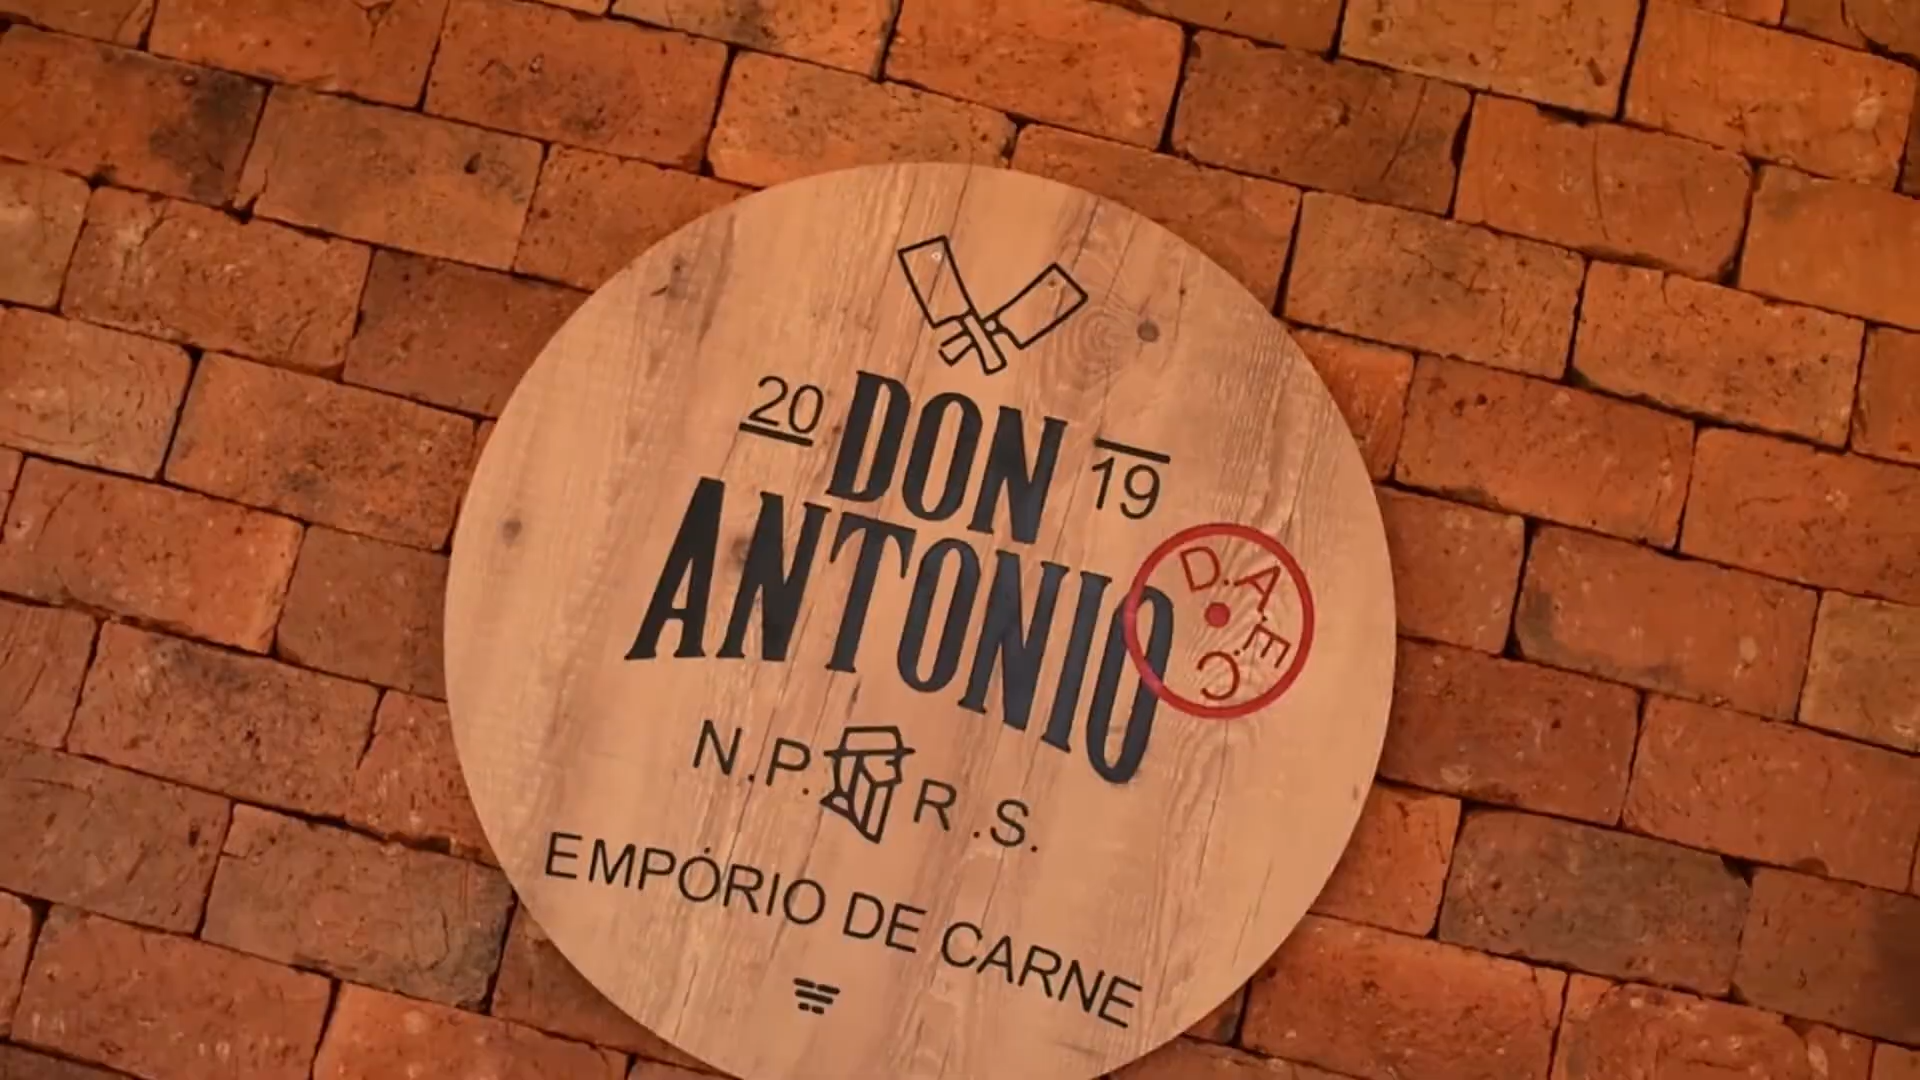 20 DON 19
ANTONIO
D.A.E.C
N.P. R.S.
EMPÓRIO DE CARNE